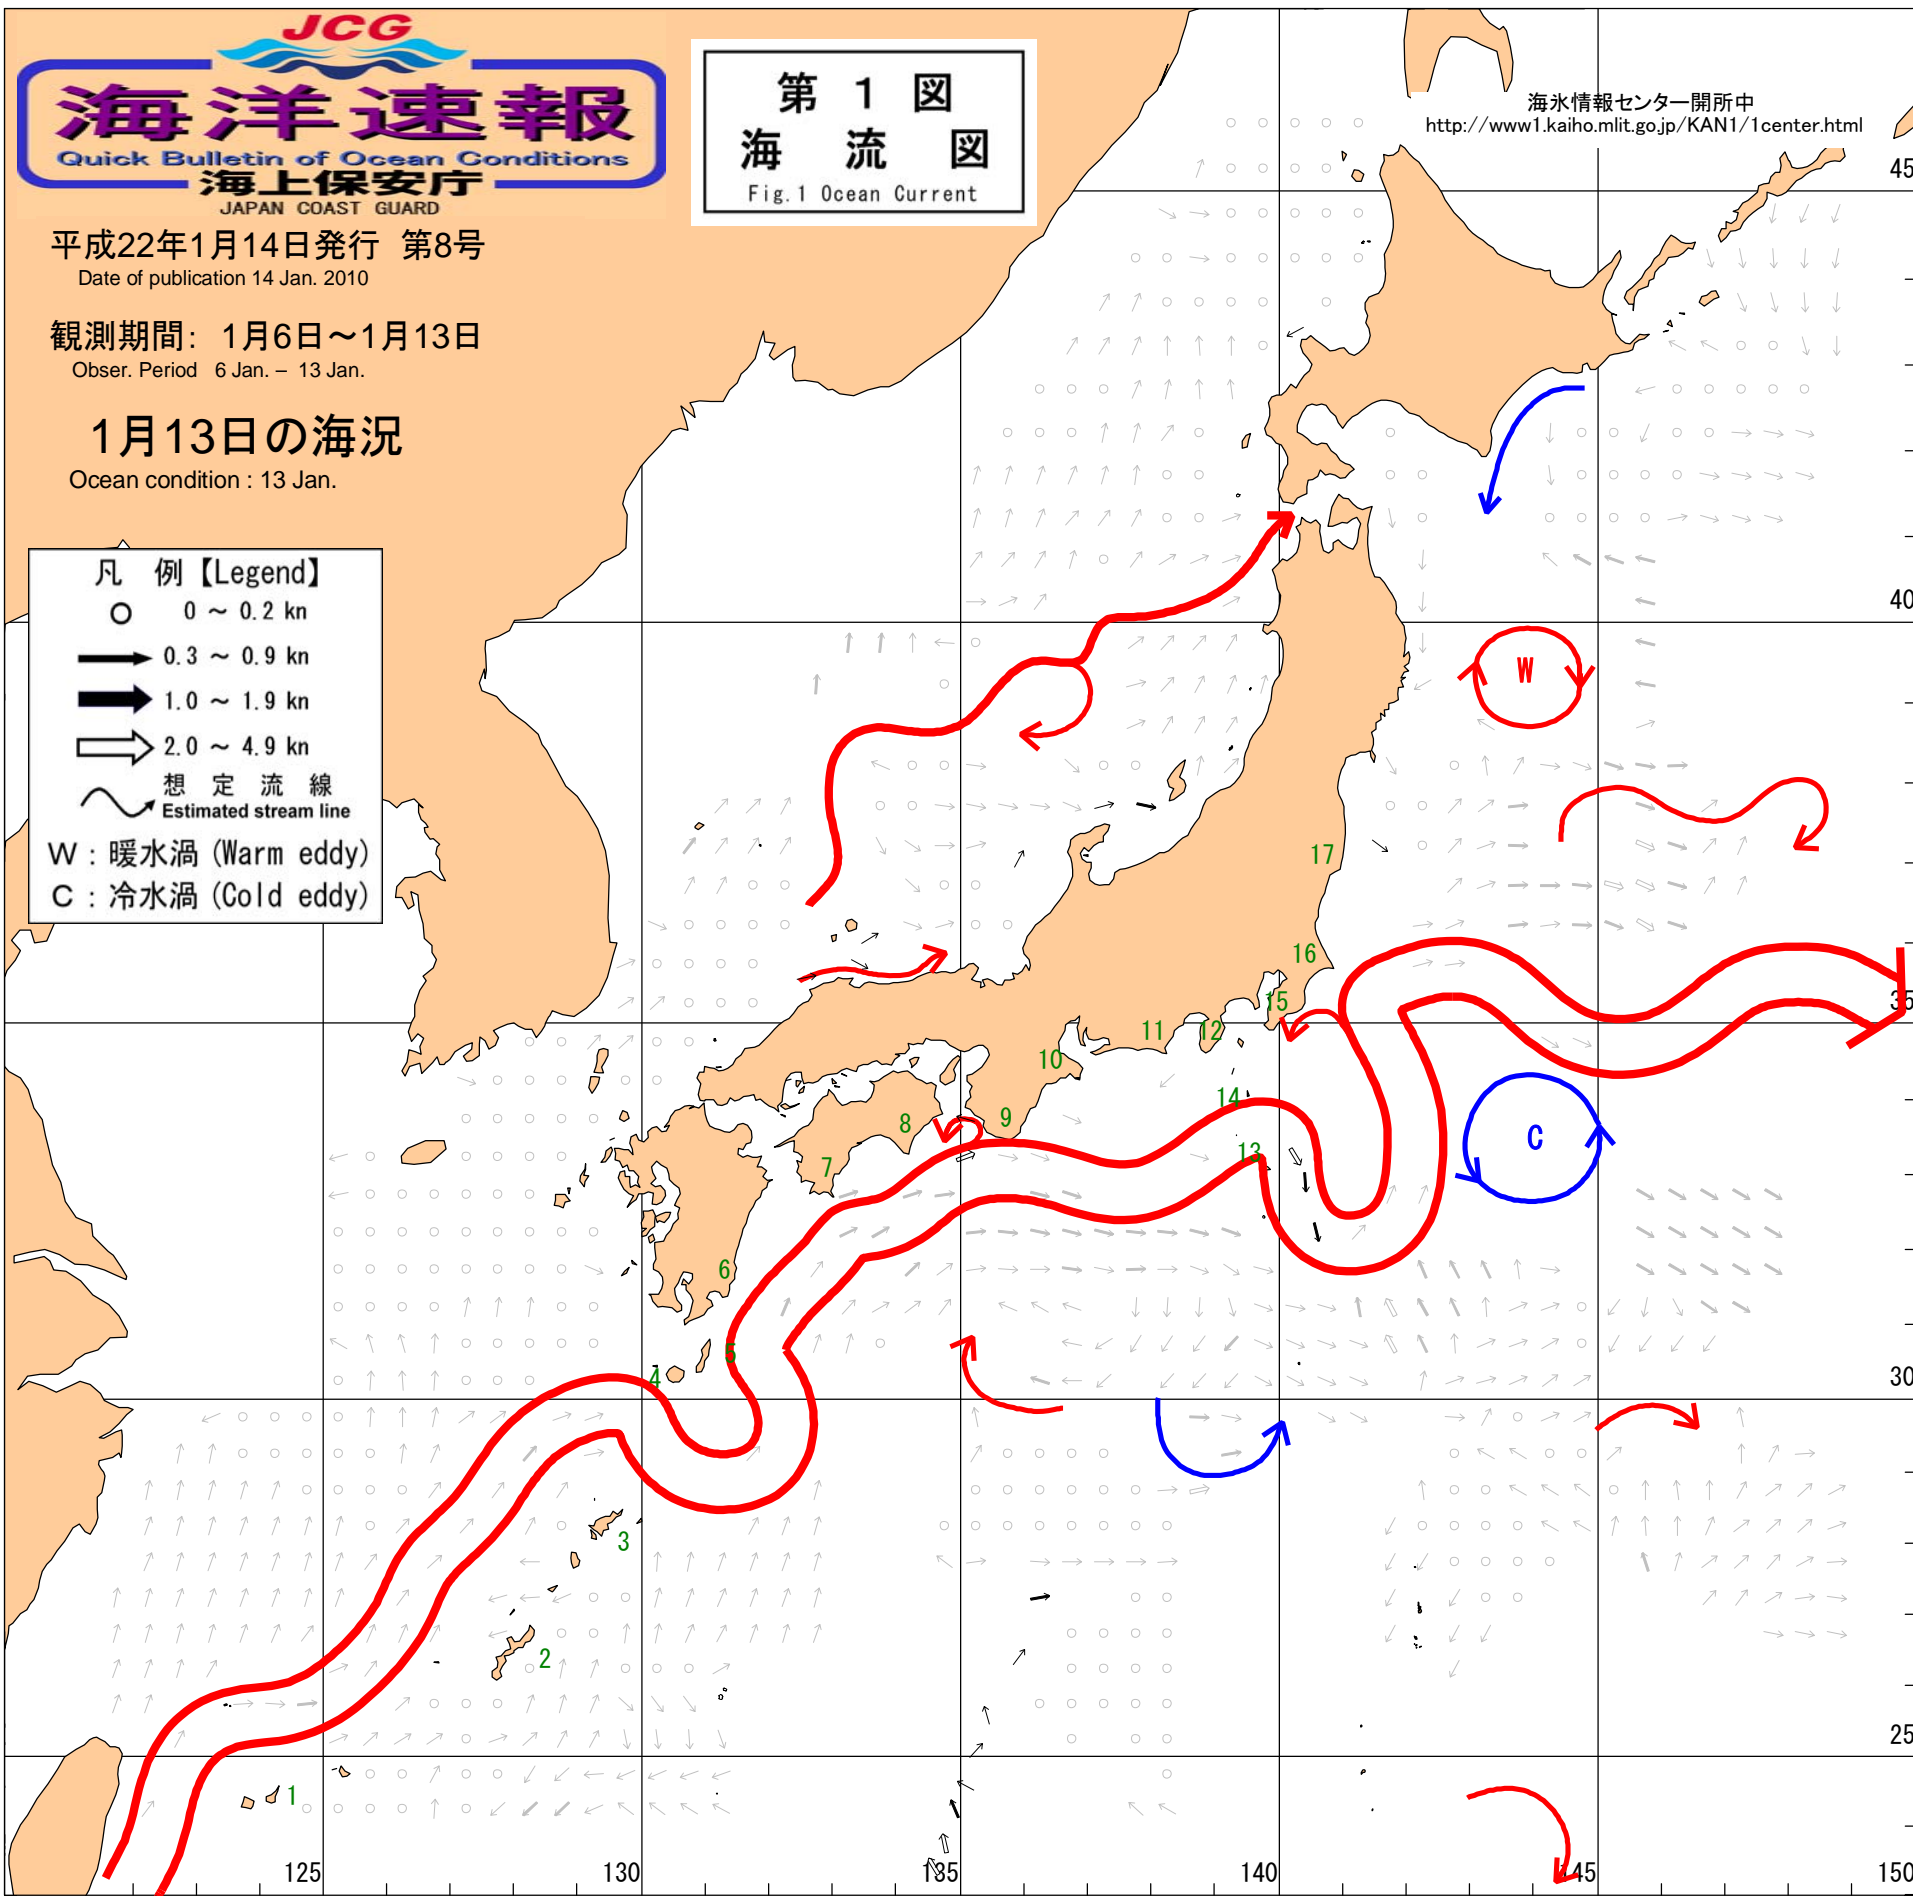 JCG
海洋速報
Quick Bulletin of Ocean Conditions
海上保安庁
JAPAN COAST GUARD
第 1 図
海 流 図
Fig.1 Ocean Current
海氷情報センター開所中
http://www1.kaiho.mlit.go.jp/KAN1/1center.html
平成22年1月14日発行 第8号
Date of publication 14 Jan. 2010
観測期間: 1月6日～1月13日
Obser. Period 6 Jan. – 13 Jan.
1月13日の海況
Ocean condition : 13 Jan.
凡 例【Legend】
0 ～ 0.2 kn
0.3 ～ 0.9 kn
1.0 ～ 1.9 kn
2.0 ～ 4.9 kn
想 定 流 線
Estimated stream line
W : 暖水渦 (Warm eddy)
C : 冷水渦 (Cold eddy)
45
40
W
17
16
35
15
12
11
10
14
9
8
C
13
7
6
5
4
30
3
2
25
1
125
130
135
140
145
150